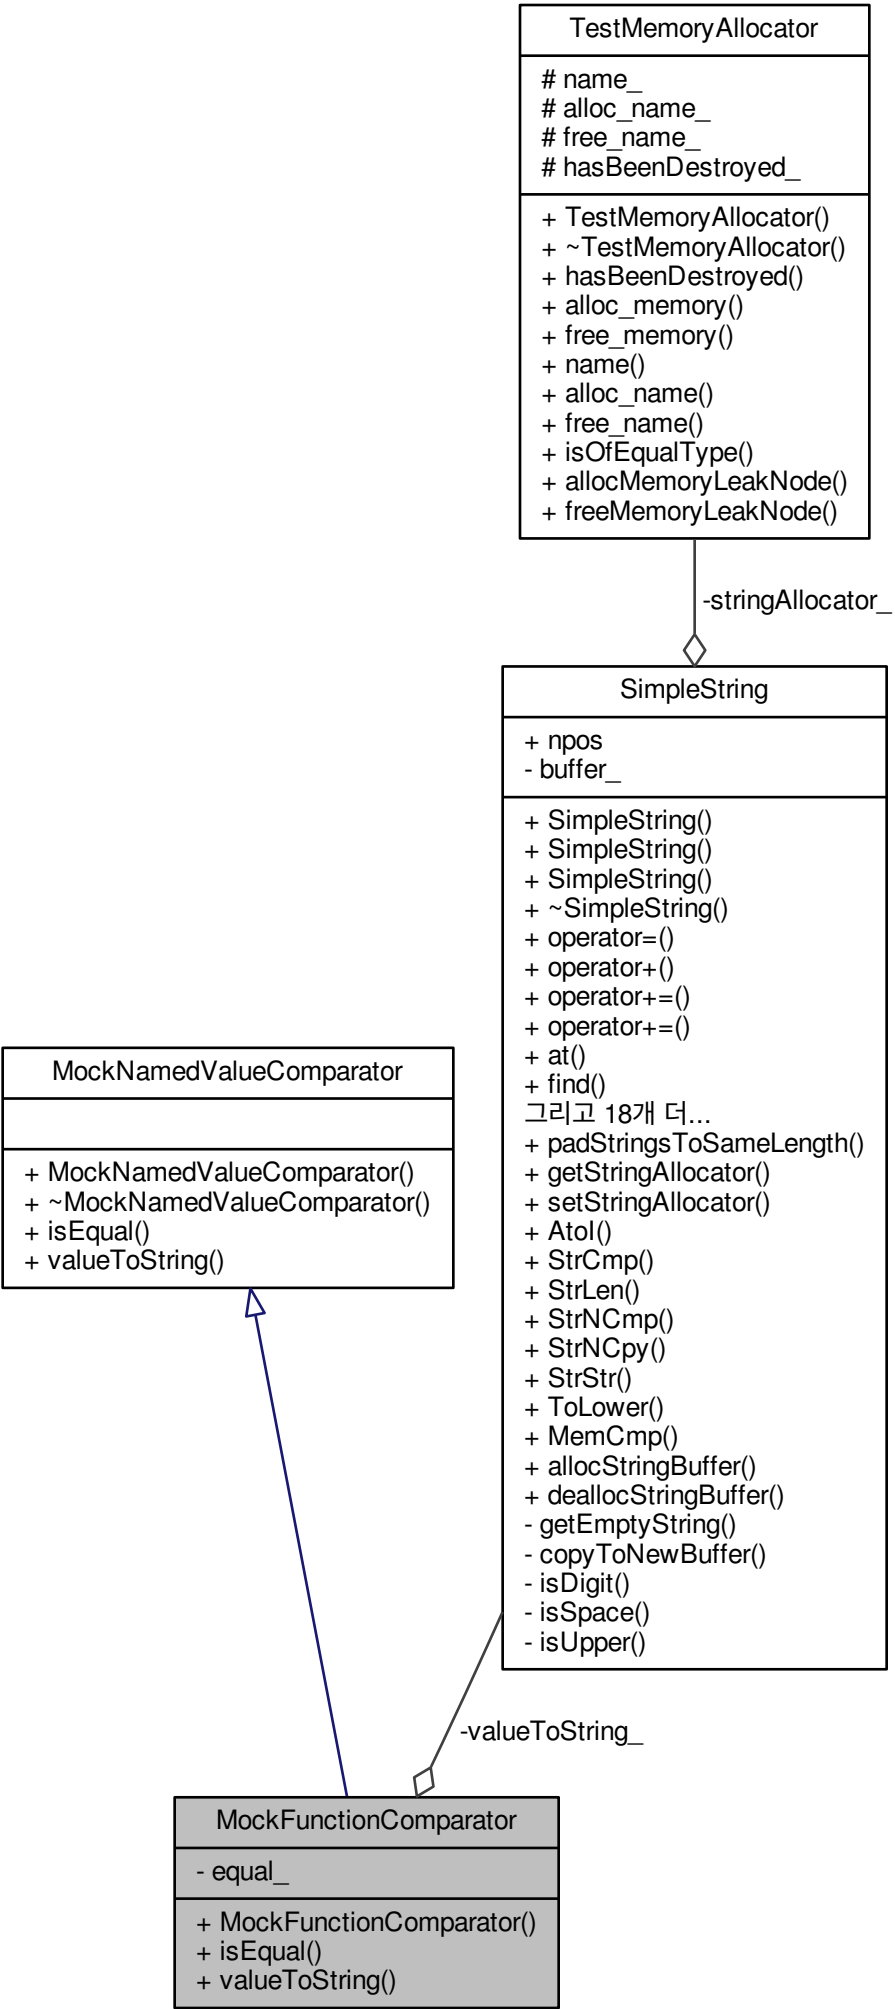 TestMemoryAllocator
# name_
# alloc_name_
# free_name_
# hasBeenDestroyed_
+ TestMemoryAllocator()
+ ~TestMemoryAllocator()
+ hasBeenDestroyed()
+ alloc_memory()
+ free_memory()
+ name()
+ alloc_name()
+ free_name()
+ isOfEqualType()
+ allocMemoryLeakNode()
+ freeMemoryLeakNode()
-stringAllocator_
SimpleString
+ npos
- buffer_
+ SimpleString()
+ SimpleString()
+ SimpleString()
+ ~SimpleString()
+ operator=()
+ operator+()
+ operator+=()
+ operator+=()
+ at()
+ find()
그리고 18개 더...
+ padStringsToSameLength()
+ getStringAllocator()
+ setStringAllocator()
+ AtoI()
+ StrCmp()
+ StrLen()
+ StrNCmp()
+ StrNCpy()
+ StrStr()
+ ToLower()
+ MemCmp()
+ allocStringBuffer()
+ deallocStringBuffer()
- getEmptyString()
- copyToNewBuffer()
- isDigit()
- isSpace()
- isUpper()
MockNamedValueComparator
+ MockNamedValueComparator()
+ ~MockNamedValueComparator()
+ isEqual()
+ valueToString()
-valueToString_
MockFunctionComparator
- equal_
+ MockFunctionComparator()
+ isEqual()
+ valueToString()